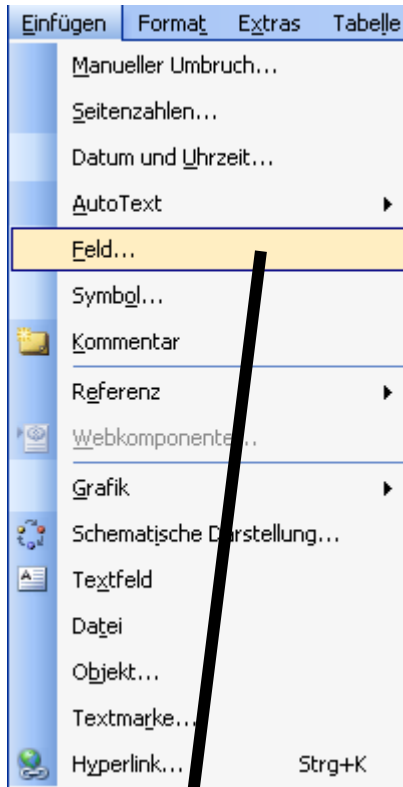 Einfügen Format Extras Tabelle
Manueller Umbruch...
Seitenzahlen...
Datum und Uhrzeit...
AutoText
Feld...
Symbol...
Kommentar
Referenz
Webkomponente...
Grafik
Schematische Darstellung...
Textfeld
Datei
Objekt...
Textmarke...
Hyperlink... Strg+K